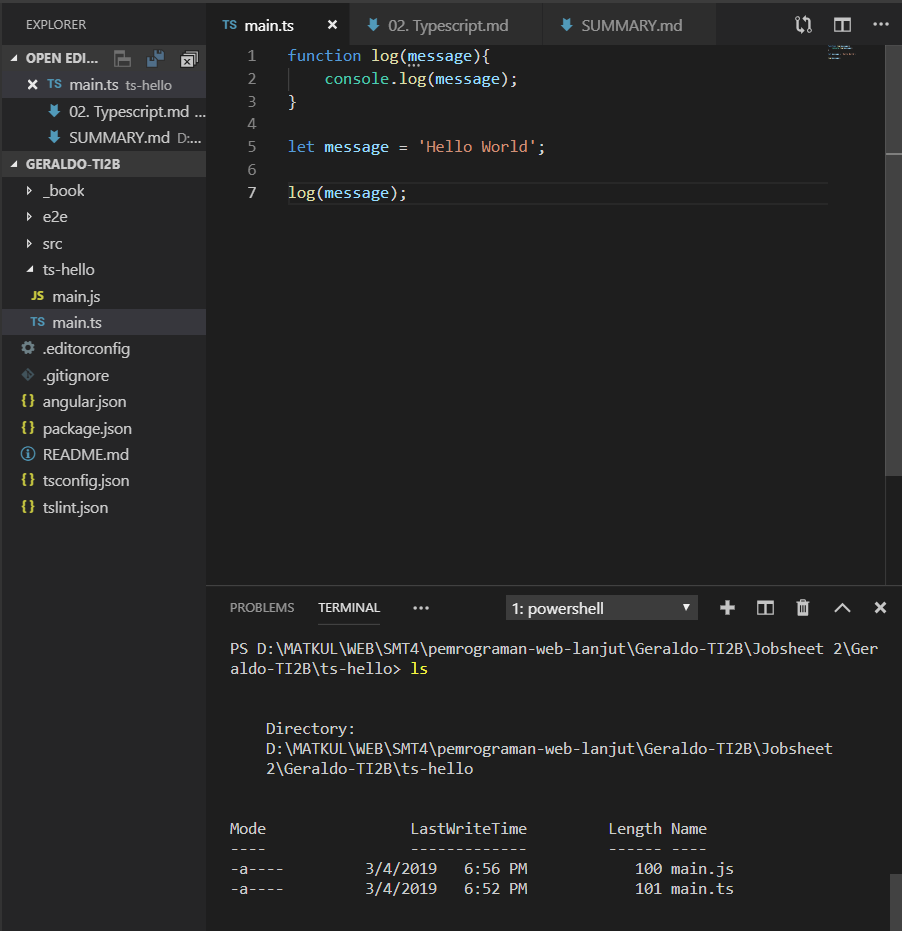 EXPLORER
OPEN EDI...
TS main.ts ts-hello
02. Typescript.md ...
SUMMARY.md D:...
GERALDO-TI2B
_book
e2e
src
ts-hello
JS main.js
TS main.ts
.editorconfig
.gitignore
{} angular.json
{} package.json
README.md
{} tsconfig.json
{} tslint.json
TS main.ts
02. Typescript.md
SUMMARY.md
1 function log(message){
2     console.log(message);
3 }
4
5 let message = 'Hello World';
6
7 log(message);
PROBLEMS TERMINAL ...
1: powershell
PS D:\MATKUL\WEB\SMT4\pemrograman-web-lanjut\Geraldo-TI2B\Jobsheet 2\Ger
aldo-TI2B\ts-hello> ls
Directory:
D:\MATKUL\WEB\SMT4\pemrograman-web-lanjut\Geraldo-TI2B\Jobsheet
2\Geraldo-TI2B\ts-hello
Mode LastWriteTime Length Name
---- ------------- ------ ----
-a---- 3/4/2019 6:56 PM 100 main.js
-a---- 3/4/2019 6:52 PM 101 main.ts